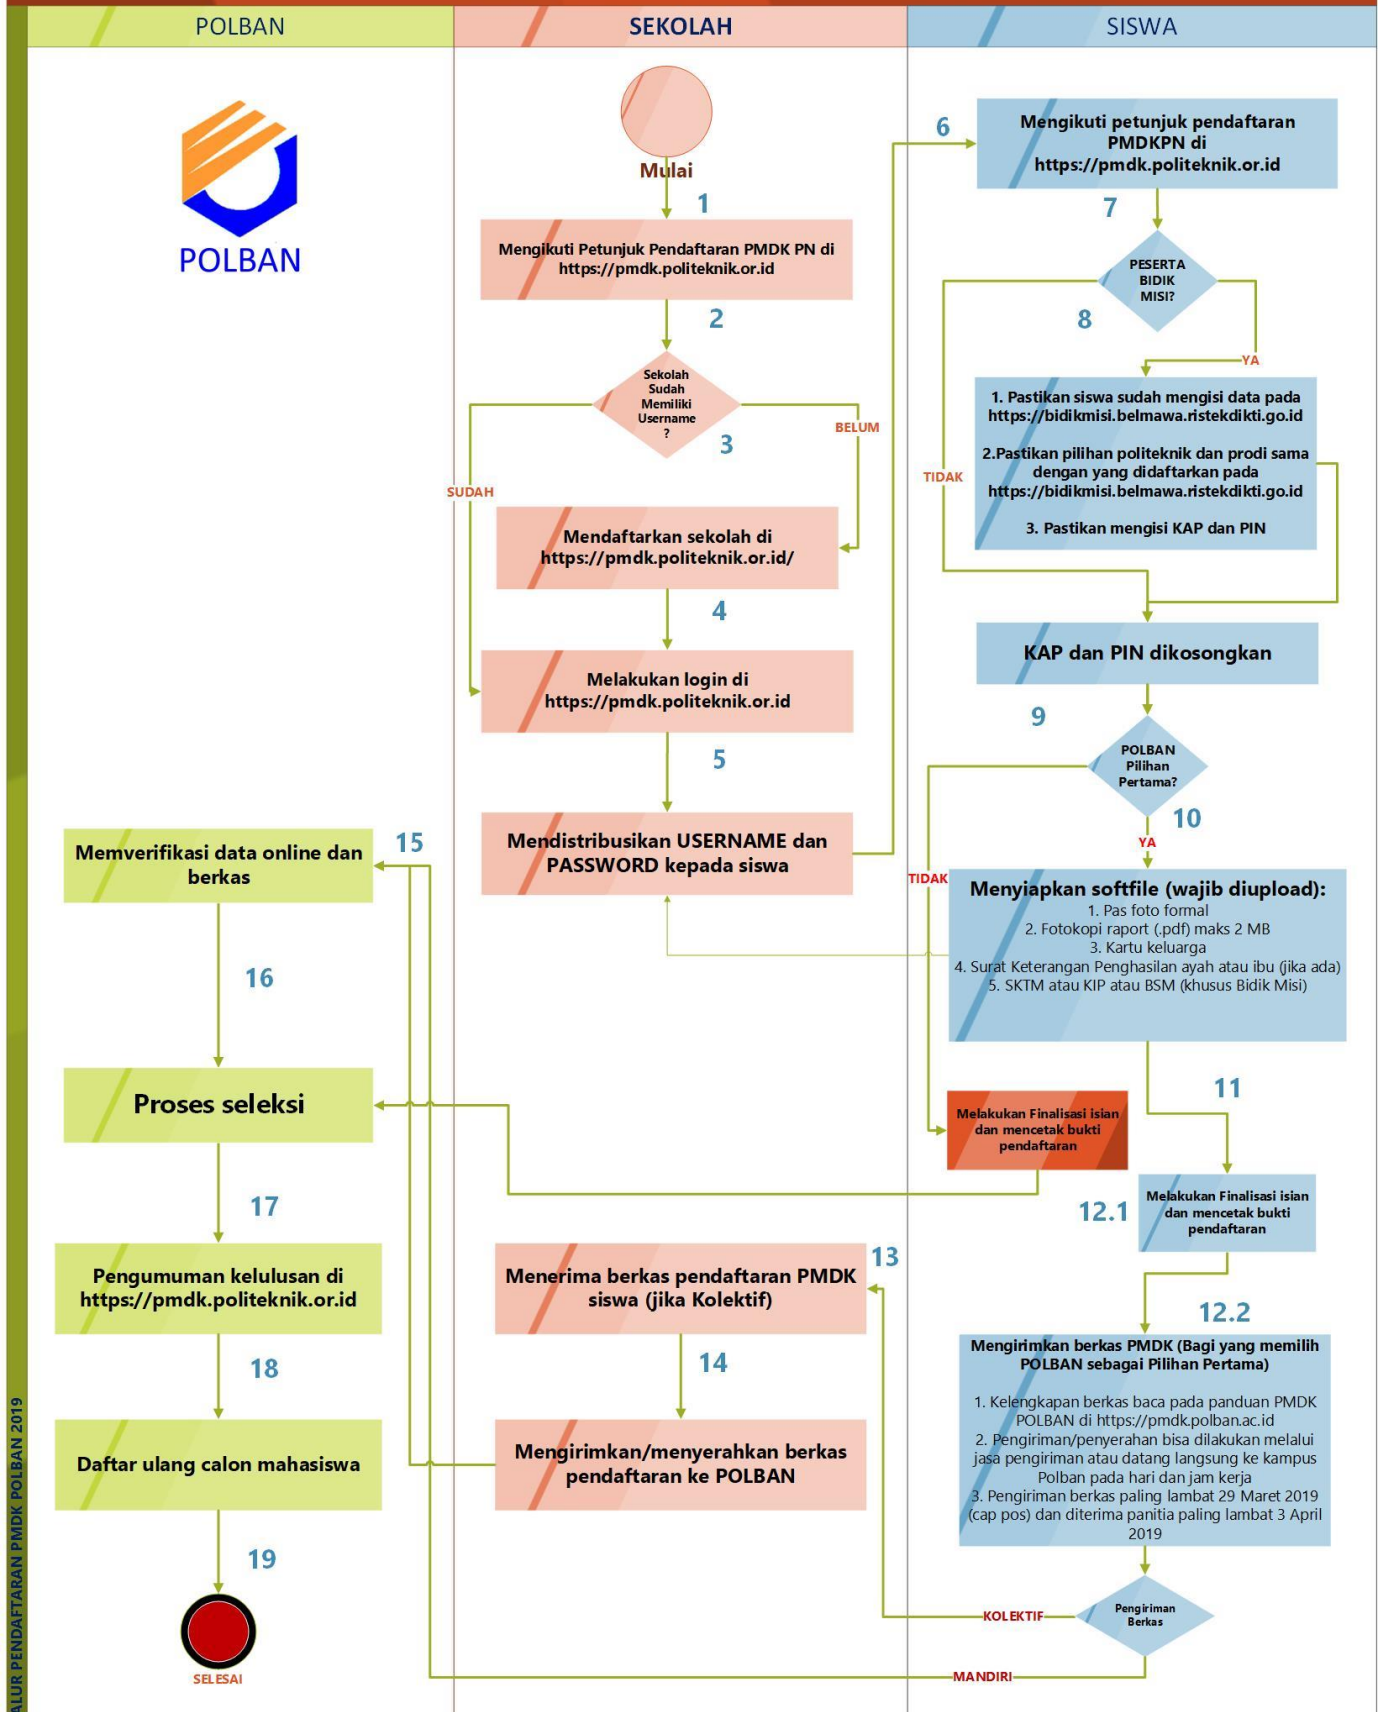 POLBAN
SEKOLAH
SISWA
POLBAN
Mulai
1
Mengikuti Petunjuk Pendaftaran PMDK PN di
https://pmdk.politeknik.or.id
2
Sekolah
Sudah
Memiliki
Username
?
3
BELUM
SUDAH
Mendaftarkan sekolah di
https://pmdk.politeknik.or.id/
4
Melakukan login di
https://pmdk.politeknik.or.id
5
Mendistribusikan USERNAME dan
PASSWORD kepada siswa
6
Mengikuti petunjuk pendaftaran
PMDKPN di
https://pmdk.politeknik.or.id
7
PESERTA
BIDIK
MISI?
8
YA
TIDAK
1. Pastikan siswa sudah mengisi data pada
https://bidikmisi.belmawa.ristekdikti.go.id
2.Pastikan pilihan politeknik dan prodi sama
dengan yang didaftarkan pada
https://bidikmisi.belmawa.ristekdikti.go.id
3. Pastikan mengisi KAP dan PIN
KAP dan PIN dikosongkan
9
POLBAN
Pilihan
Pertama?
10
YA
TIDAK
Menyiapkan softfile (wajib diupload):
1. Pas foto formal
2. Fotokopi raport (.pdf) maks 2 MB
3. Kartu keluarga
4. Surat Keterangan Penghasilan ayah atau ibu (jika ada)
5. SKTM atau KIP atau BSM (khusus Bidik Misi)
11
Melakukan Finalisasi isian
dan mencetak bukti
pendaftaran
12.1
Melakukan Finalisasi isian
dan mencetak bukti
pendaftaran
12.2
Mengirimkan berkas PMDK (Bagi yang memilih
POLBAN sebagai Pilihan Pertama)
1. Kelengkapan berkas baca pada panduan PMDK
POLBAN di https://pmdk.polban.ac.id
2. Pengiriman/penyerahan bisa dilakukan melalui
jasa pengiriman atau datang langsung ke kampus
Polban pada hari dan jam kerja
3. Pengiriman berkas paling lambat 29 Maret 2019
(cap pos) dan diterima panitia paling lambat 3 April
2019
Pengiriman
Berkas
KOLEKTIF
MANDIRI
13
Menerima berkas pendaftaran PMDK
siswa (jika Kolektif)
14
Mengirimkan/menyerahkan berkas
pendaftaran ke POLBAN
15
Memverifikasi data online dan
berkas
16
Proses seleksi
17
Pengumuman kelulusan di
https://pmdk.politeknik.or.id
18
Daftar ulang calon mahasiswa
19
SELESAI
ALUR PENDAFTARAN PMDK POLBAN 2019